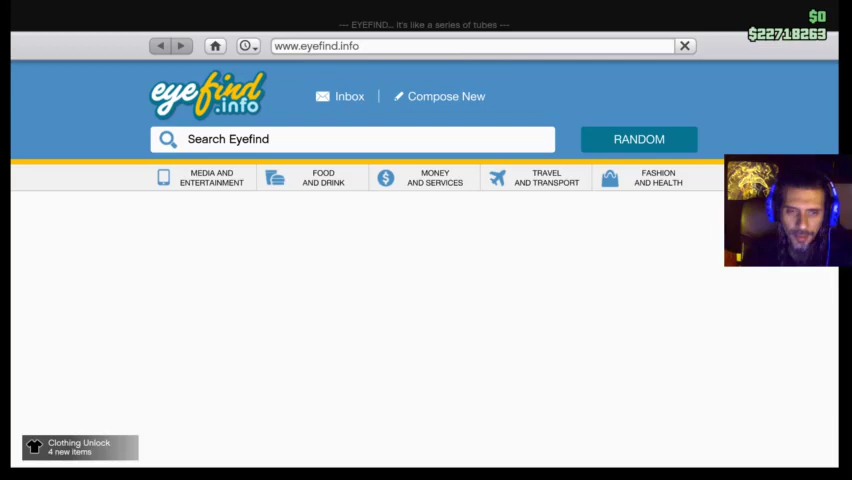 --- EYEFIND... It's like a series of tubes ---
$0
$22718263
www.eyefind.info
eyefind
.info
Inbox
Compose New
Search Eyefind
RANDOM
MEDIA AND
ENTERTAINMENT
FOOD
AND DRINK
MONEY
AND SERVICES
TRAVEL
AND TRANSPORT
FASHION
AND HEALTH
Clothing Unlock
4 new items